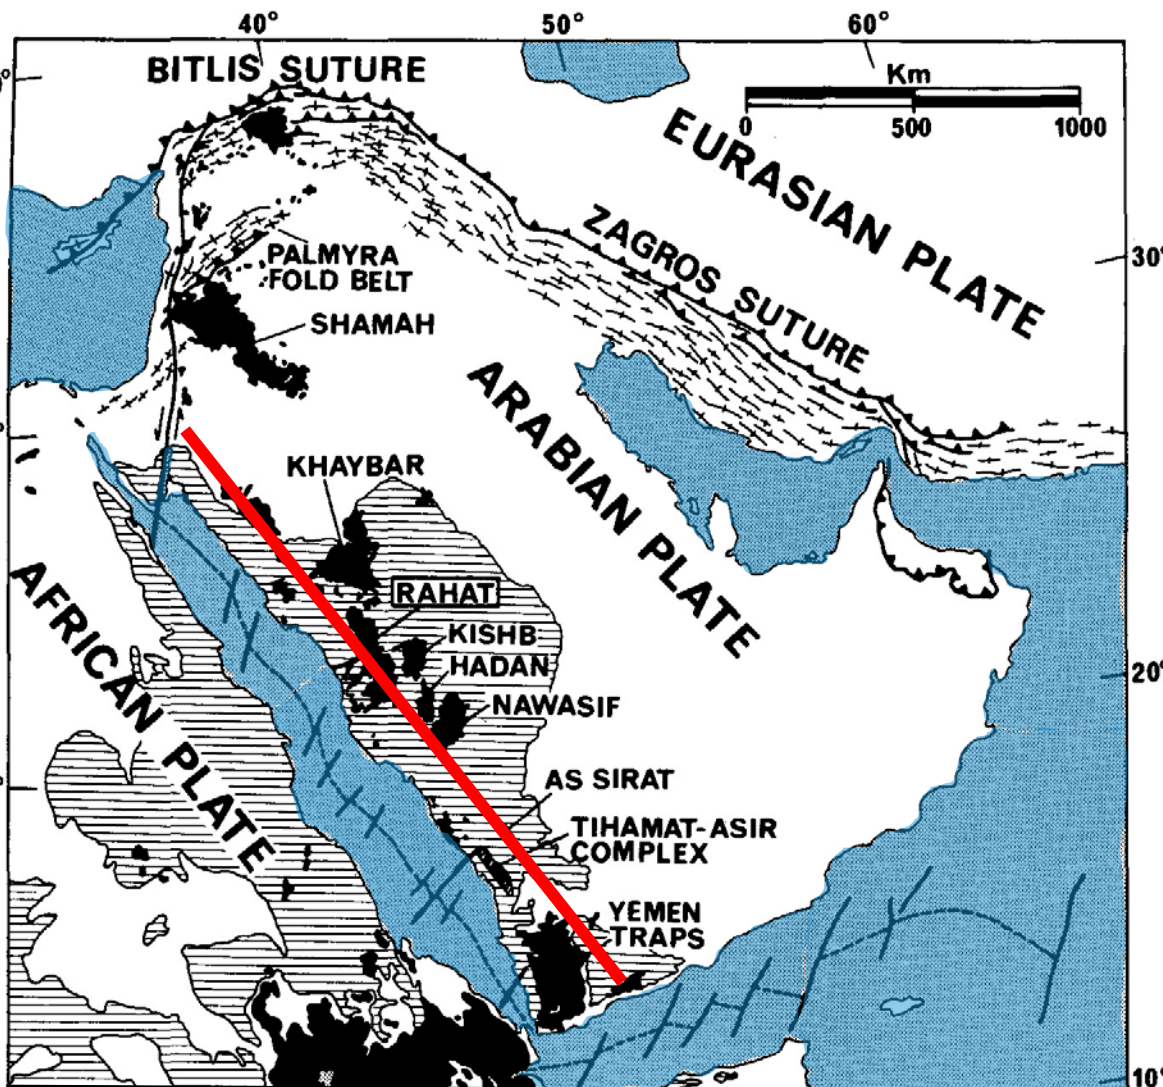 40°
50°
60°
BITLIS SUTURE
Km
0
500
1000
EURASIAN PLATE
ZAGROS SUTURE
30°
PALMYRA
FOLD BELT
SHAMAH
ARABIAN PLATE
KHAYBAR
AFRICAN PLATE
RAHAT
KISHB
HADAN
20°
NAWASIF
AS SIRAT
TIHAMAT-ASIR
COMPLEX
YEMEN
TRAPS
10°